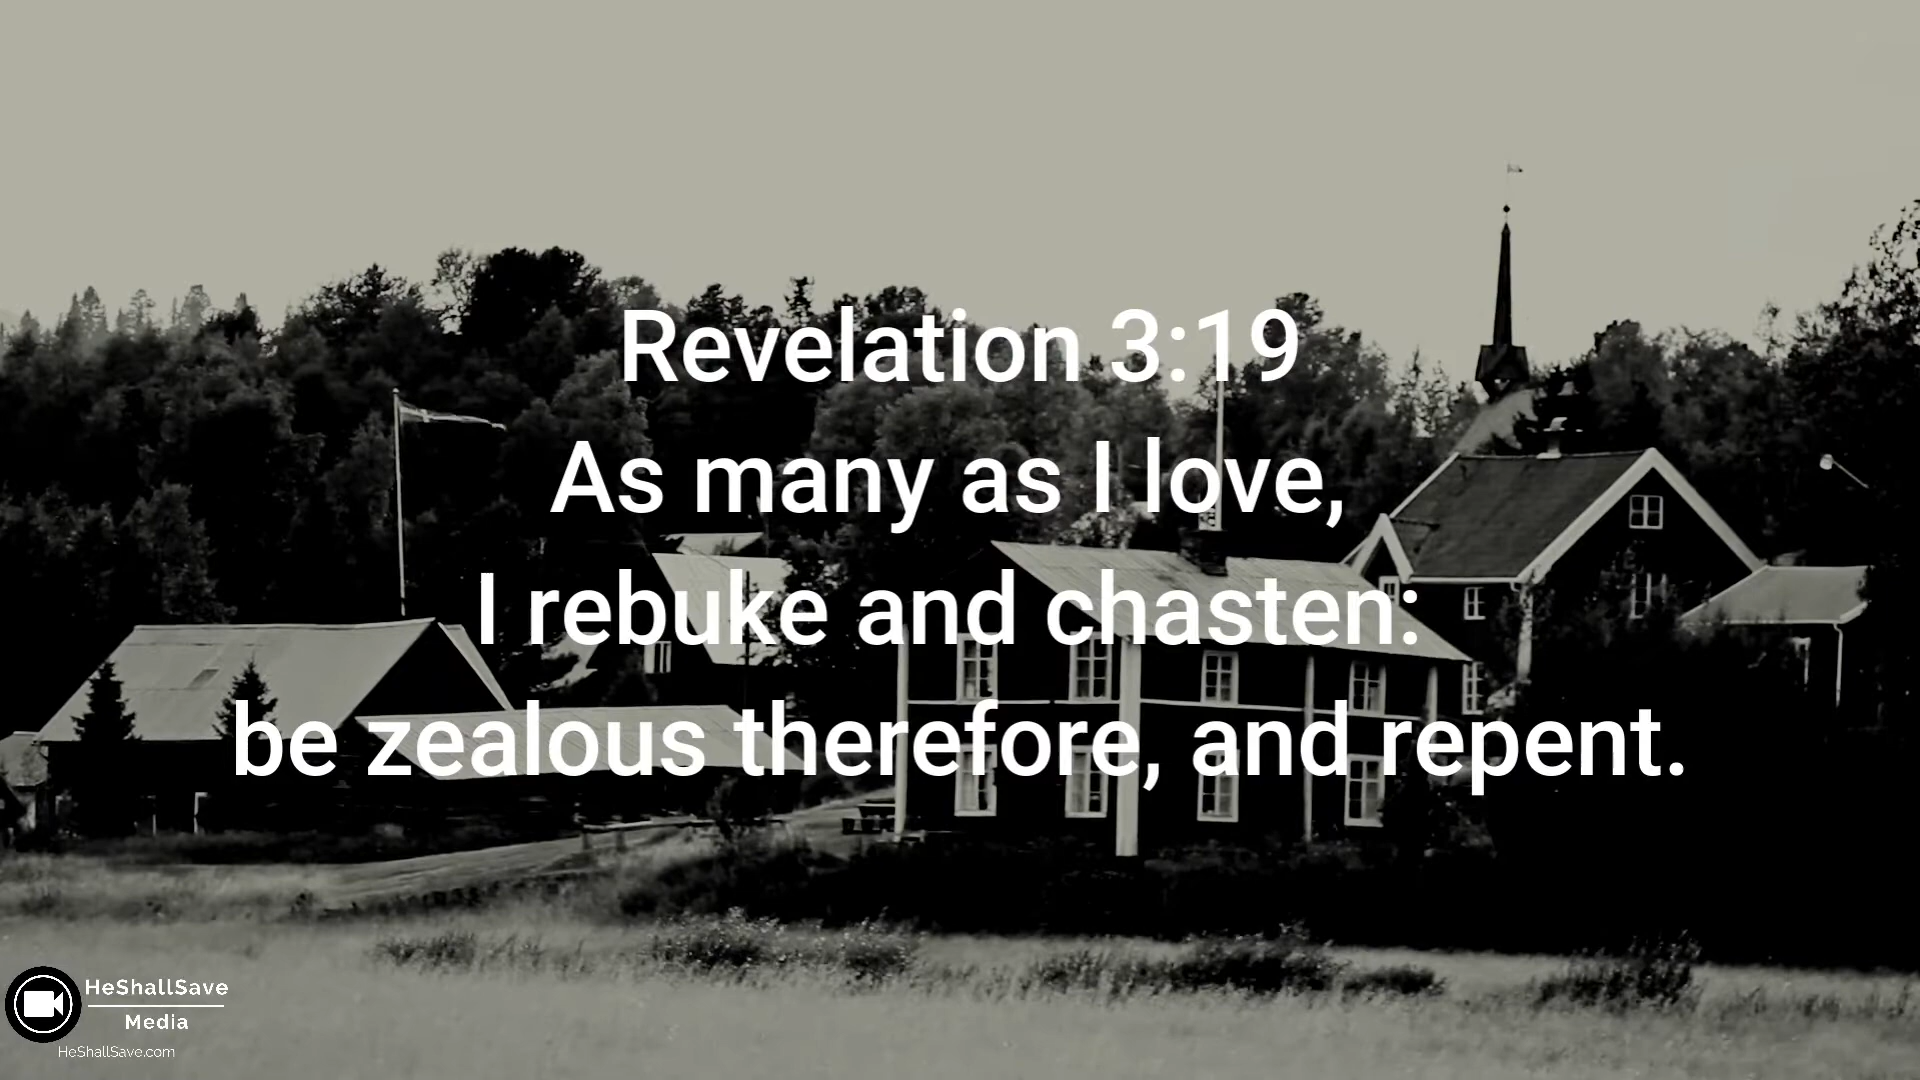 Revelation 3:19
As many as I love,
I rebuke and chasten:
be zealous therefore, and repent.
HeShallSave
Media
HeShallSave.com